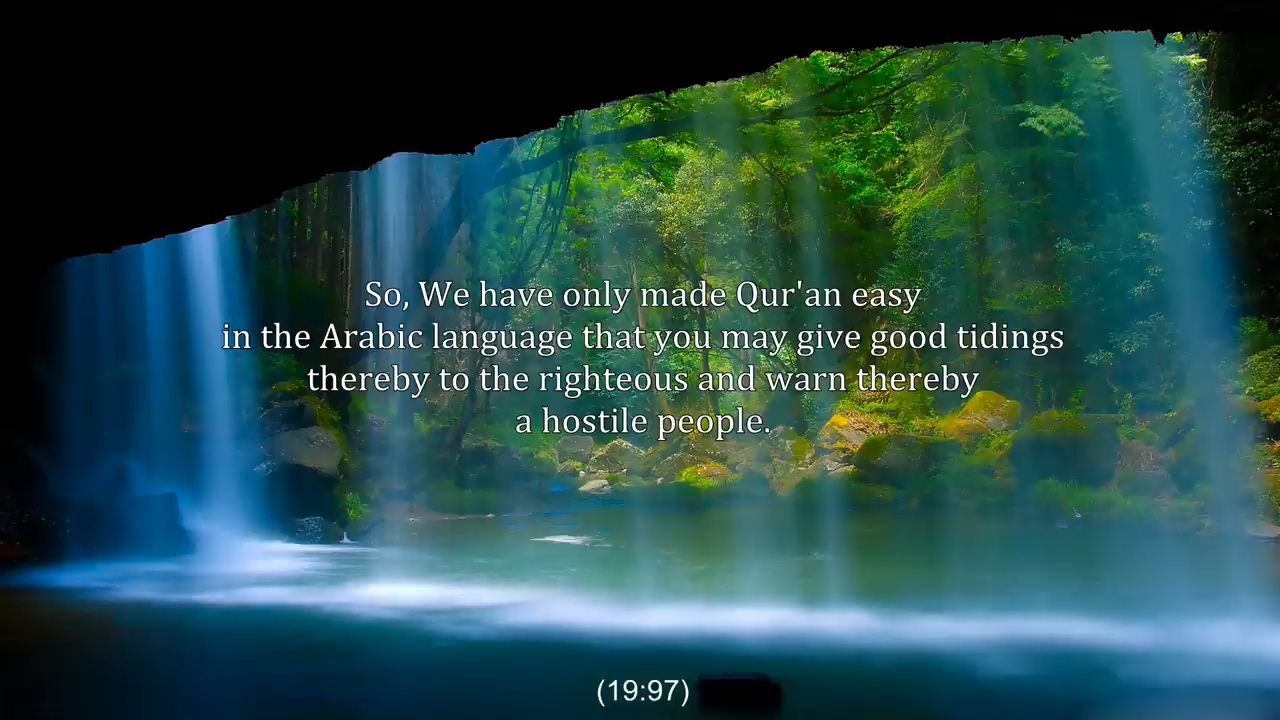 So, We have only made Qur'an easy
in the Arabic language that you may give good tidings
thereby to the righteous and warn thereby
a hostile people.
(19:97)